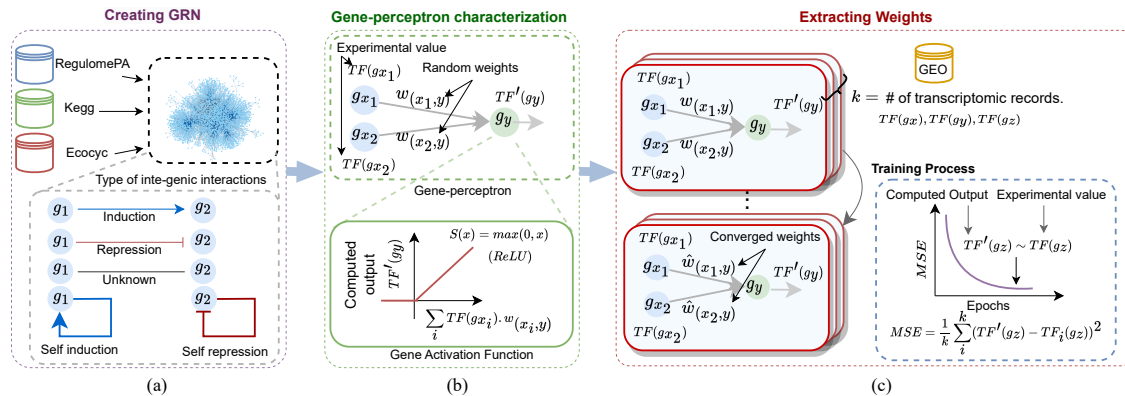 Creating GRN
RegulomePA
Kegg
Ecocyc
Type of inte-genic interactions
g1 Induction g2
g1 Repression g2
g1 Unknown g2
g1 g2
Self induction Self repression
(a)
Gene-perceptron characterization
Experimental value
TF(gx1) Random weights
gx1 w(x1,y) TF'(gy)
gy
gx2 w(x2,y)
TF(gx2)
Gene-perceptron
Computed output
TF'(gy)
S(x) = max(0, x)
(ReLU)
∑i TF(gxi).w(xi,y)
Gene Activation Function
(b)
Extracting Weights
TF(gx1)
gx1 w(x1,y) TF'(gy)
gy
gx2 w(x2,y)
TF(gx2)
GEO
k = # of transcriptomic records.
TF(gx), TF(gy), TF(gz)
TF(gx1) Converged weights
gx1 ŵ(x1,y) TF'(gy)
gy
gx2 ŵ(x2,y)
TF(gx2)
Training Process
Computed Output Experimental value
MSE
TF'(gz) ∼ TF(gz)
Epochs
MSE = 1/k ∑i^k (TF'(gz) − TFi(gz))²
(c)